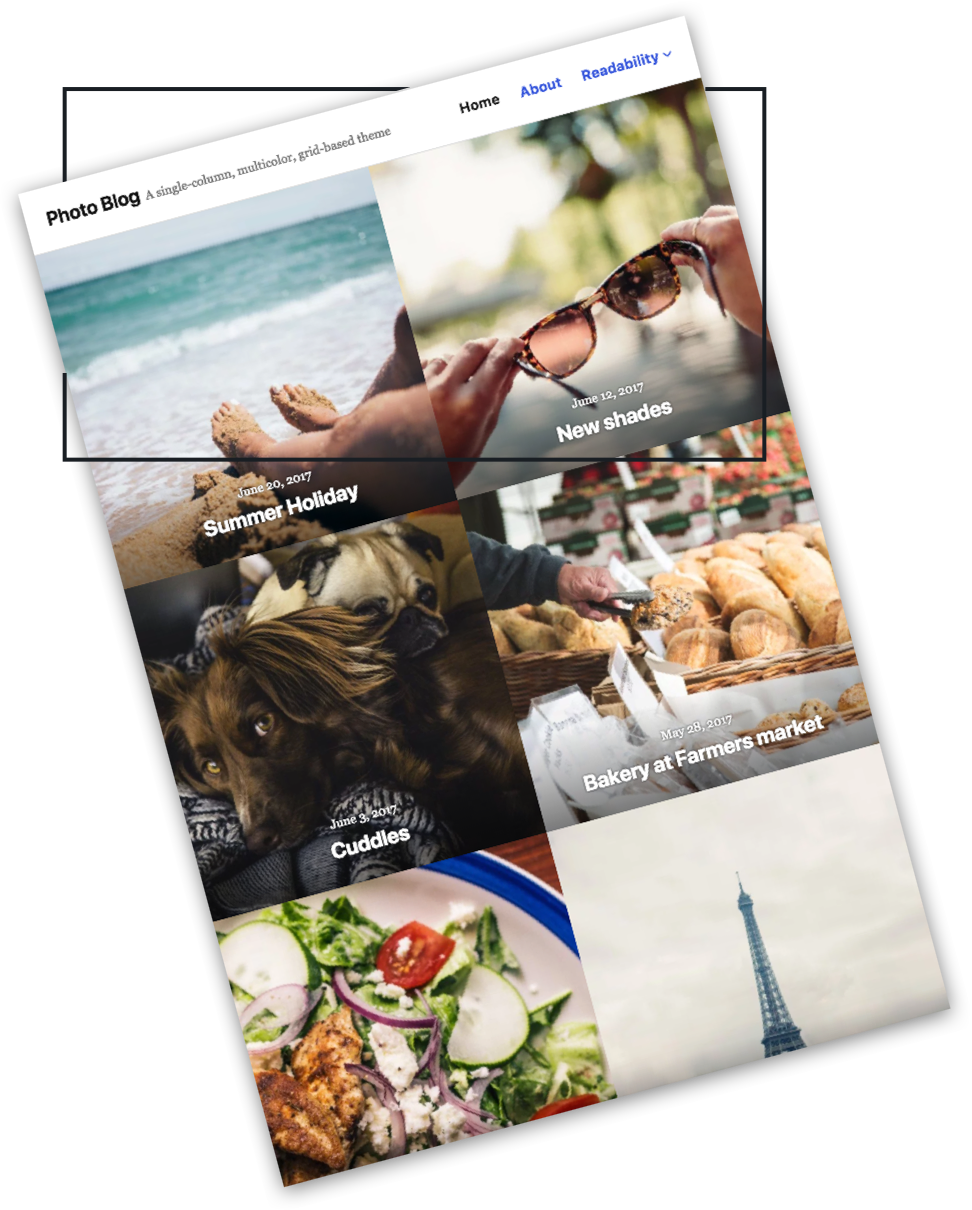 Home About Readability
Photo Blog A single-column, multicolor, grid-based theme
June 12, 2017
New shades
June 20, 2017
Summer Holiday
May 28, 2017
Bakery at Farmers market
June 3, 2017
Cuddles